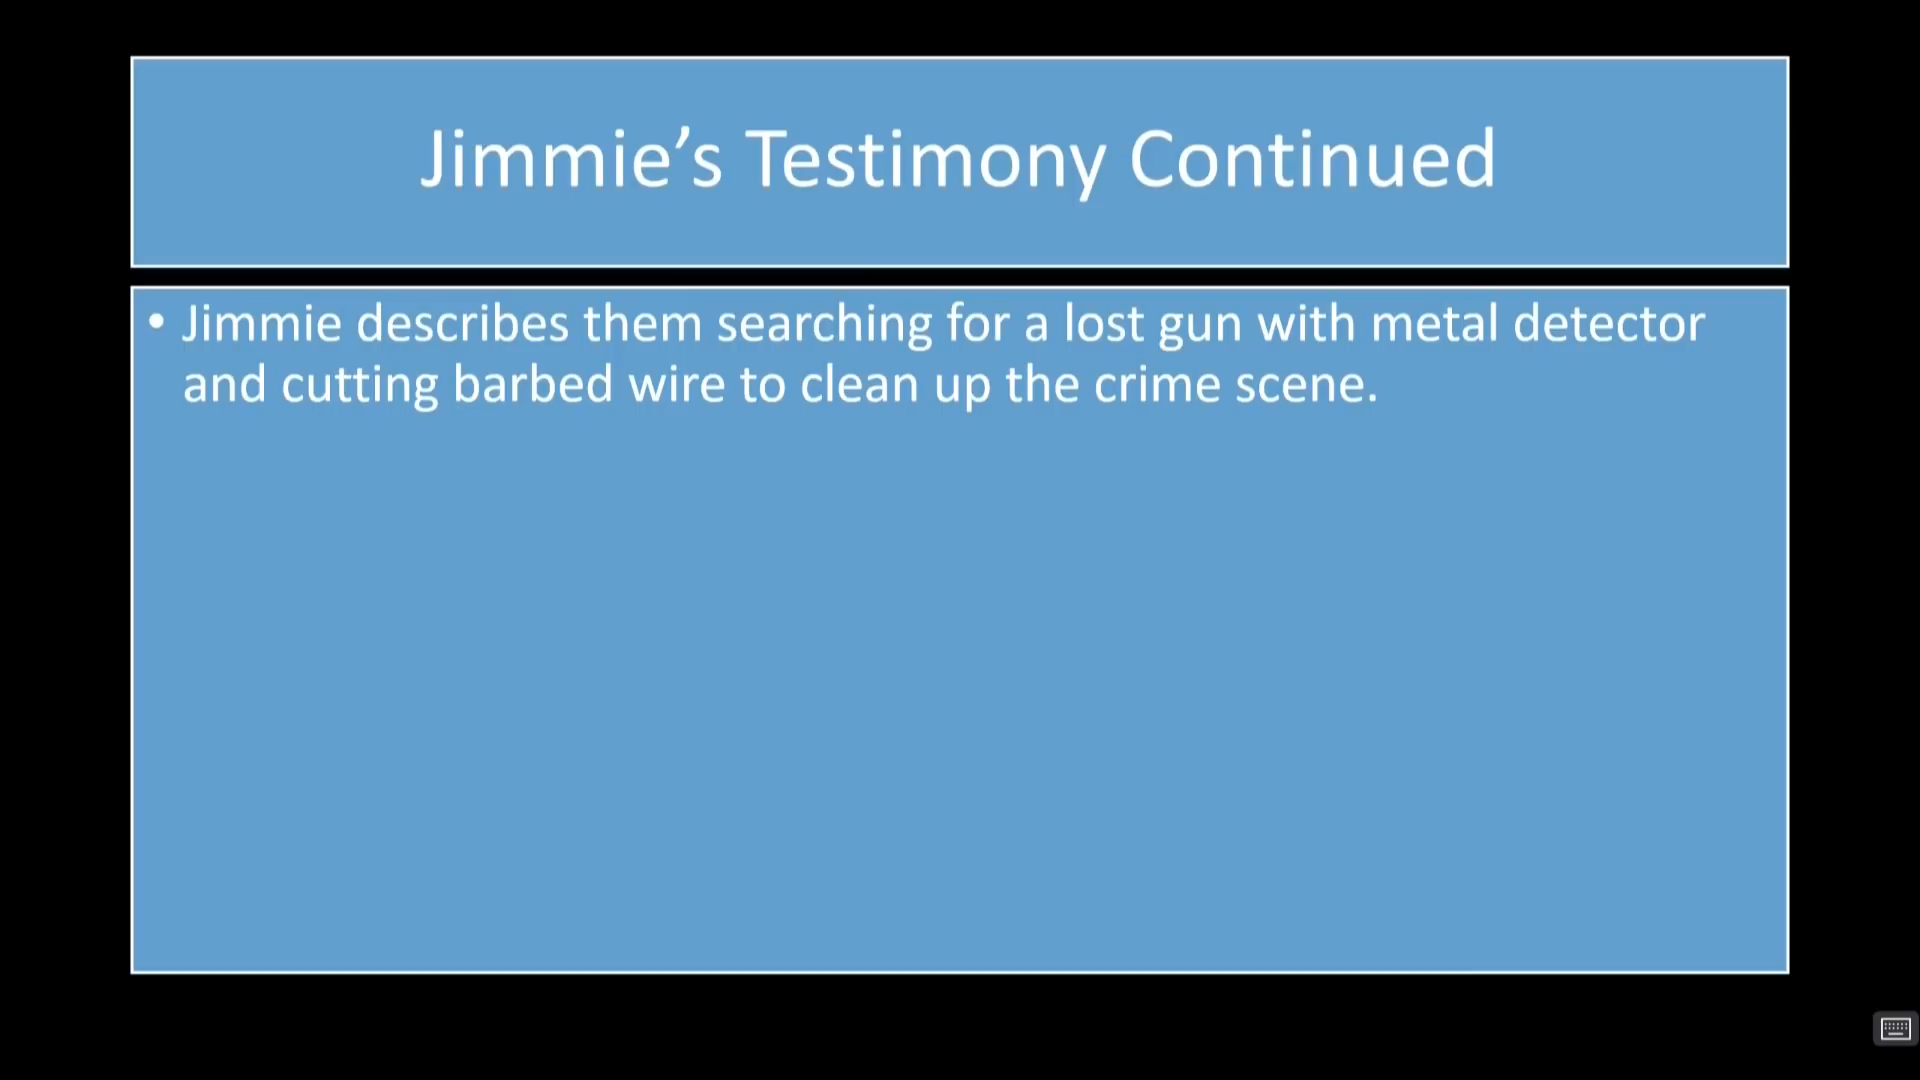 Jimmie’s Testimony Continued
• Jimmie describes them searching for a lost gun with metal detector
and cutting barbed wire to clean up the crime scene.